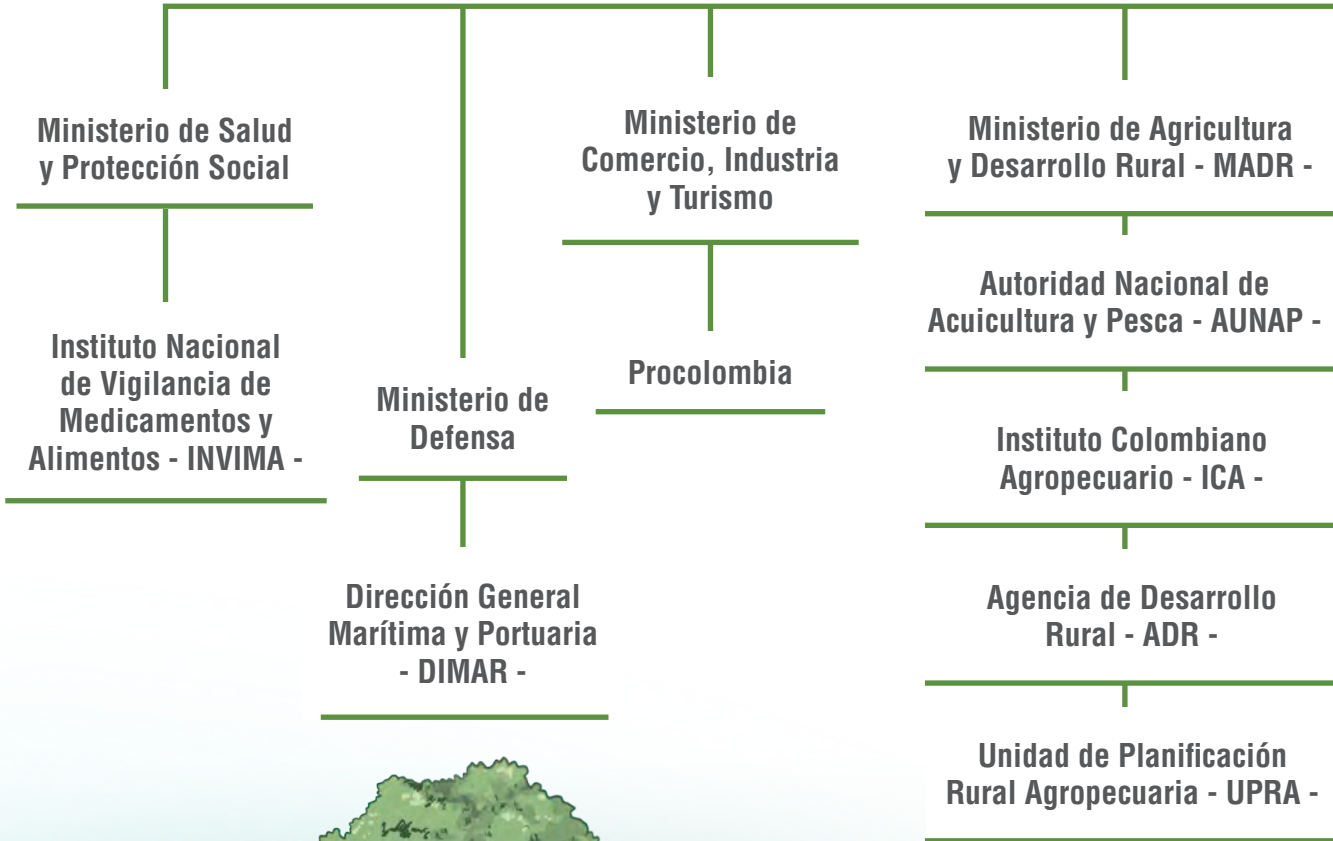 Ministerio de Salud
y Protección Social
Instituto Nacional
de Vigilancia de
Medicamentos y
Alimentos - INVIMA -
Ministerio de
Defensa
Dirección General
Marítima y Portuaria
- DIMAR -
Ministerio de
Comercio, Industria
y Turismo
Procolombia
Ministerio de Agricultura
y Desarrollo Rural - MADR -
Autoridad Nacional de
Acuicultura y Pesca - AUNAP -
Instituto Colombiano
Agropecuario - ICA -
Agencia de Desarrollo
Rural - ADR -
Unidad de Planificación
Rural Agropecuaria - UPRA -